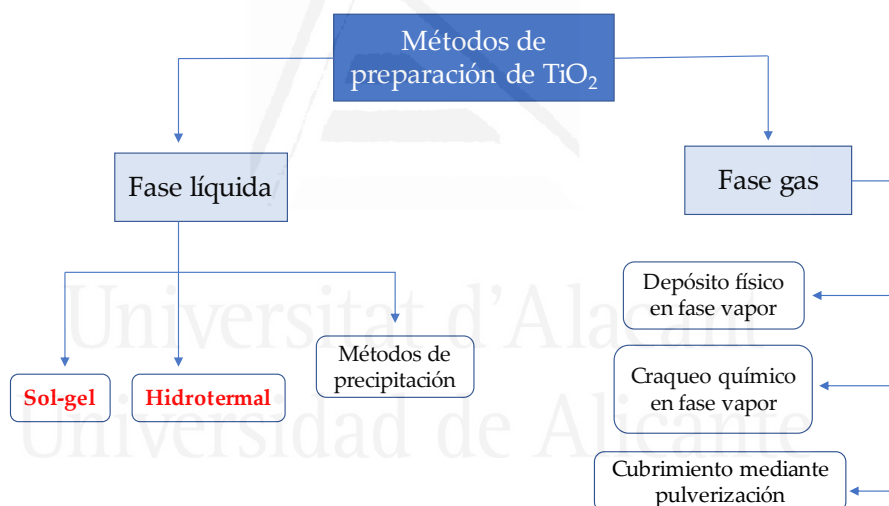 Métodos de
preparación de TiO₂
Fase líquida
Fase gas
Depósito físico
en fase vapor
Métodos de
precipitación
Sol-gel
Hidrotermal
Craqueo químico
en fase vapor
Cubrimiento mediante
pulverización
Universitat d'Alacant
Universidad de Alicante